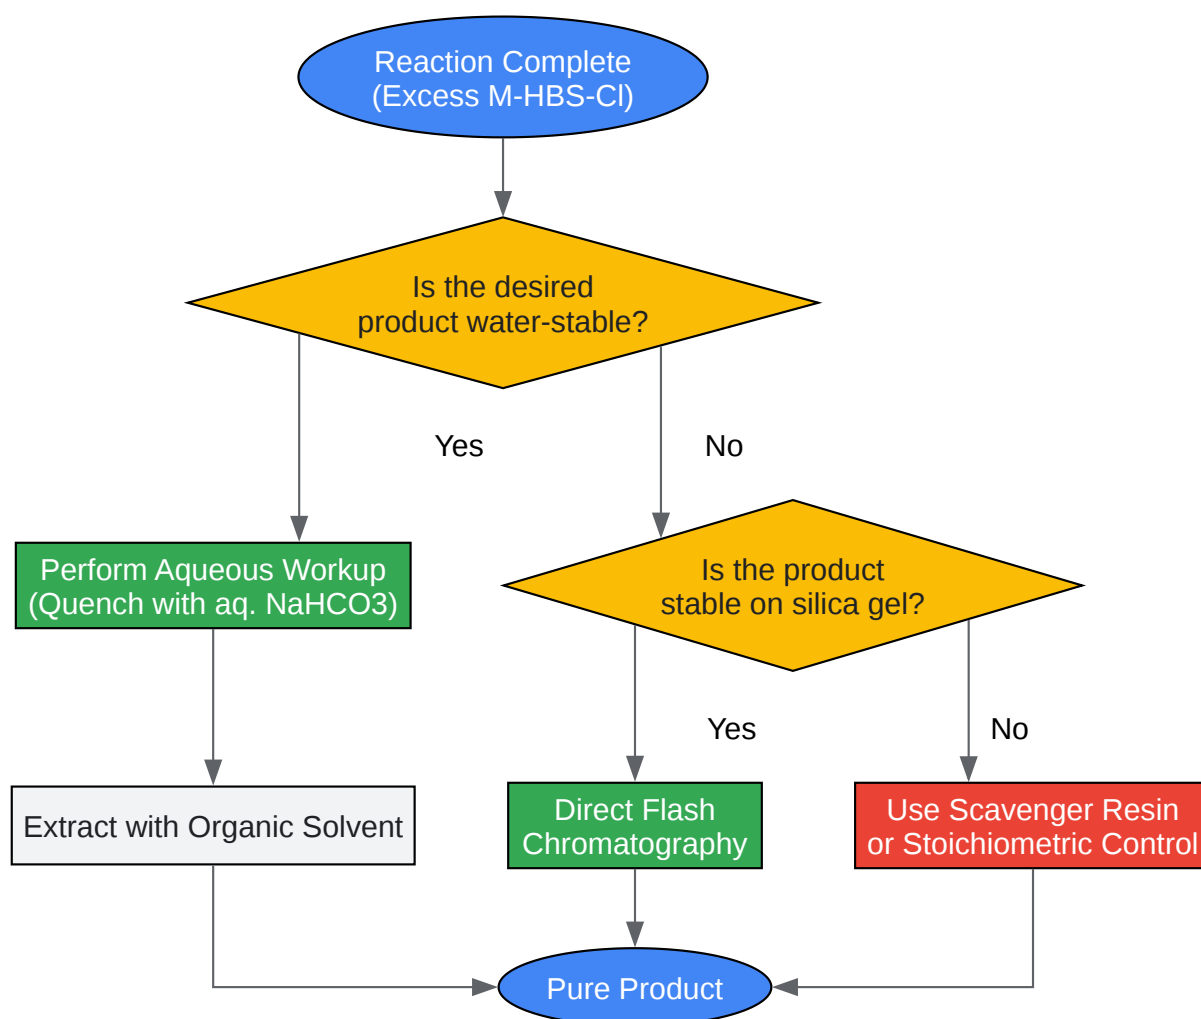 Reaction Complete
(Excess M-HBS-Cl)
Is the desired
product water-stable?
Yes
No
Perform Aqueous Workup
(Quench with aq. NaHCO3)
Is the product
stable on silica gel?
Yes
No
Extract with Organic Solvent
Direct Flash
Chromatography
Use Scavenger Resin
or Stoichiometric Control
Pure Product